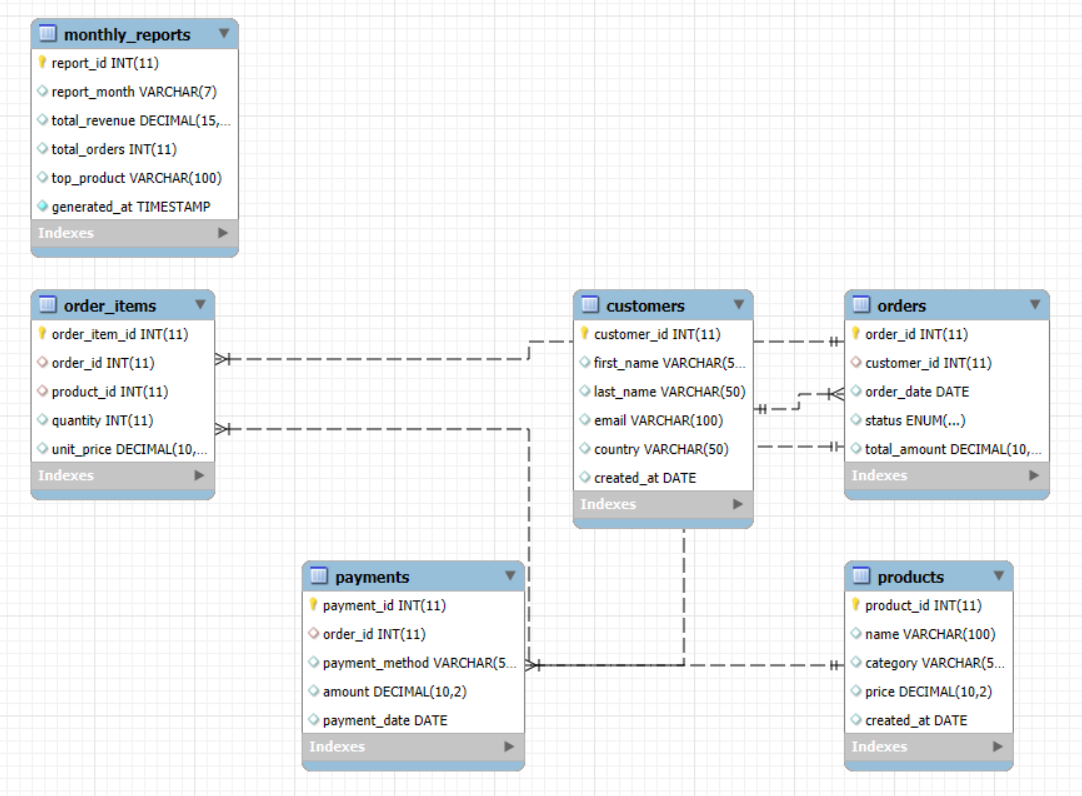 monthly_reports
report_id INT(11)
report_month VARCHAR(7)
total_revenue DECIMAL(15,...
total_orders INT(11)
top_product VARCHAR(100)
generated_at TIMESTAMP
Indexes
order_items
order_item_id INT(11)
order_id INT(11)
product_id INT(11)
quantity INT(11)
unit_price DECIMAL(10,...
Indexes
customers
customer_id INT(11)
first_name VARCHAR(5...
last_name VARCHAR(50)
email VARCHAR(100)
country VARCHAR(50)
created_at DATE
Indexes
orders
order_id INT(11)
customer_id INT(11)
order_date DATE
status ENUM(...)
total_amount DECIMAL(10,...
Indexes
payments
payment_id INT(11)
order_id INT(11)
payment_method VARCHAR(5...
amount DECIMAL(10,2)
payment_date DATE
Indexes
products
product_id INT(11)
name VARCHAR(100)
category VARCHAR(5...
price DECIMAL(10,2)
created_at DATE
Indexes